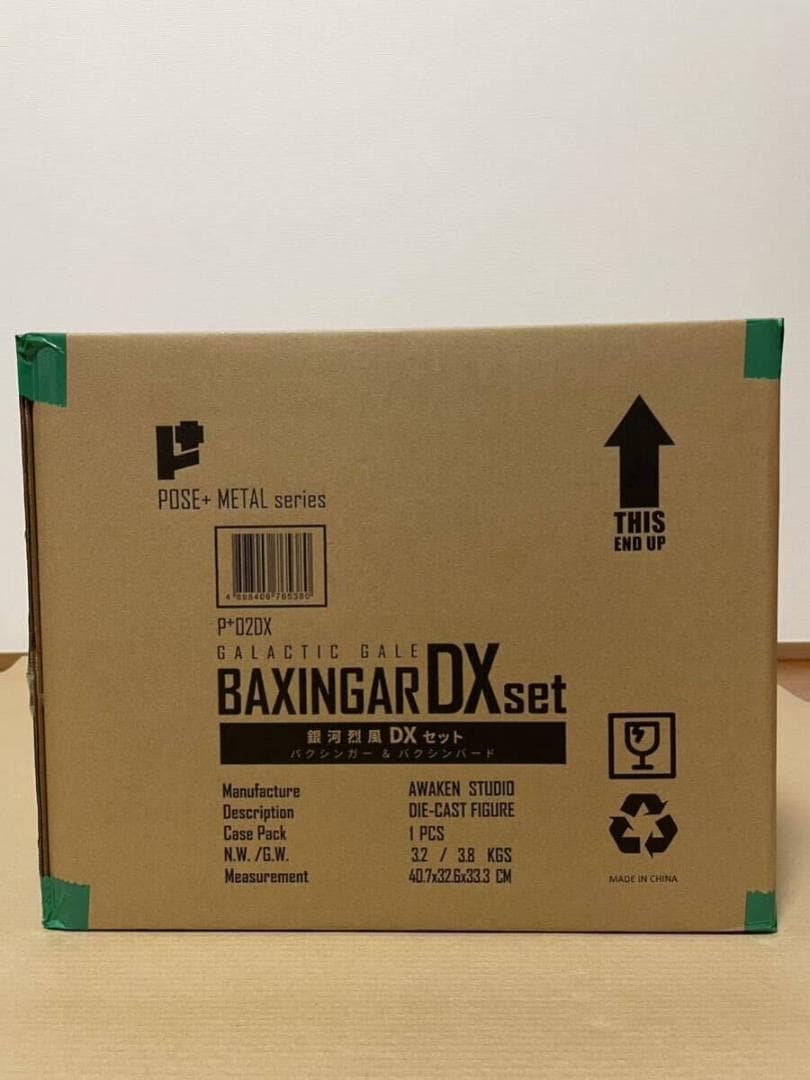 POSE+ METAL series
THIS
END UP
P+02DX
GALACTIC GALE
BAXINGAR DX set
銀河烈風 DX セット
バクシンガー & バクシンバード
Manufacture AWAKEN STUDIO
Description DIE-CAST FIGURE
Case Pack 1 PCS
N.W. /G.W. 3.2 / 3.8 KGS
Measurement 40.7x32.6x33.3 CM
MADE IN CHINA